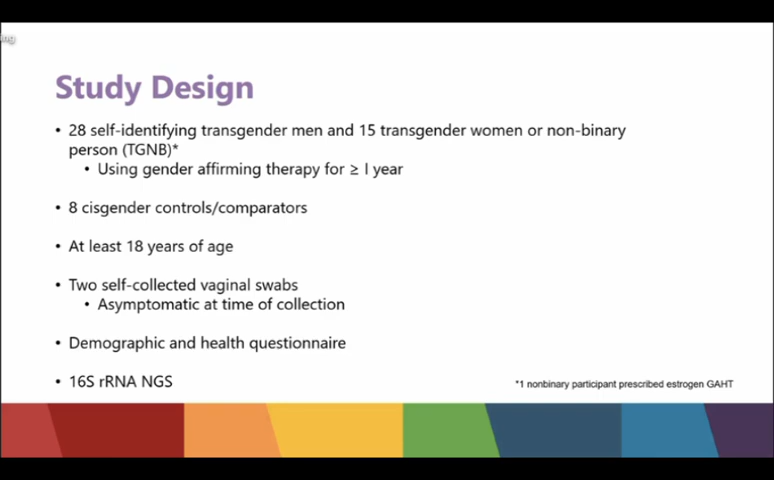 ing
Study Design
• 28 self-identifying transgender men and 15 transgender women or non-binary
person (TGNB)*
• Using gender affirming therapy for ≥ 1 year
• 8 cisgender controls/comparators
• At least 18 years of age
• Two self-collected vaginal swabs
• Asymptomatic at time of collection
• Demographic and health questionnaire
• 16S rRNA NGS
*1 nonbinary participant prescribed estrogen GAHT